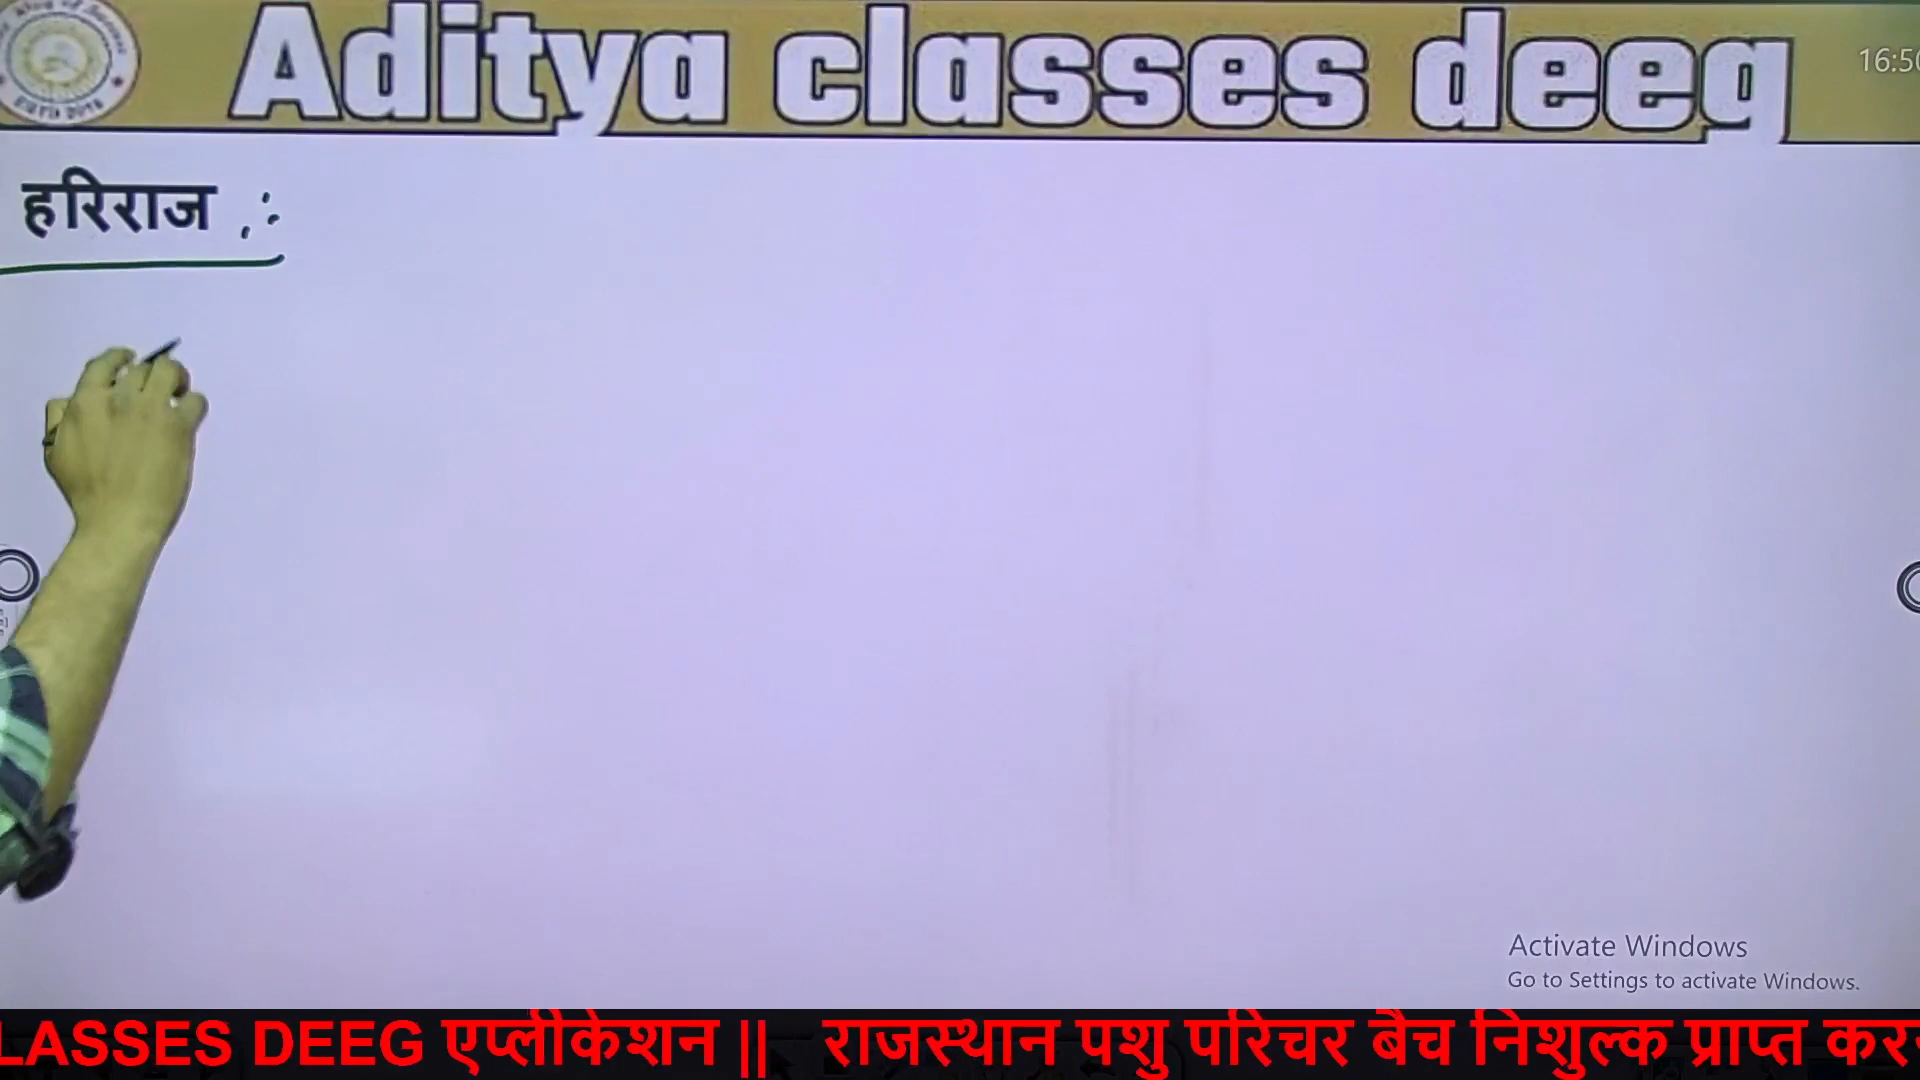 Aditya classes deeg
16:50
हरिराज :-
Activate Windows
Go to Settings to activate Windows.
LASSES DEEG एप्लीकेशन || राजस्थान पशु परिचर बैच निशुल्क प्राप्त कर